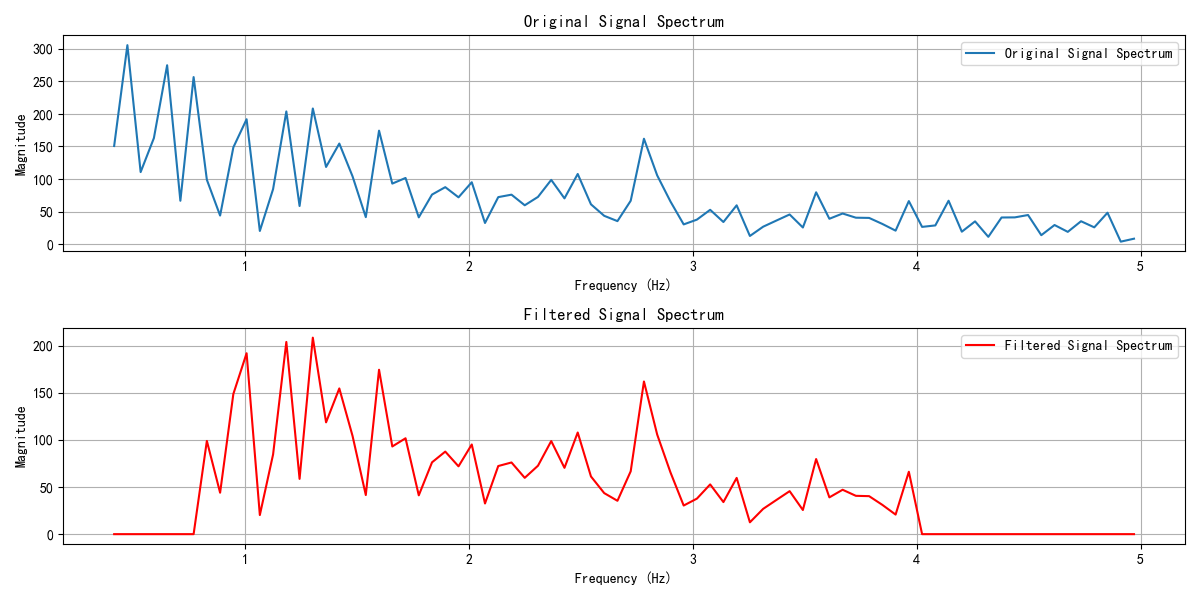 Original Signal Spectrum
300
250
200
150
100
50
0
Magnitude
Original Signal Spectrum
1 2 3 4 5
Frequency (Hz)
Filtered Signal Spectrum
200
150
100
50
0
Magnitude
Filtered Signal Spectrum
1 2 3 4 5
Frequency (Hz)